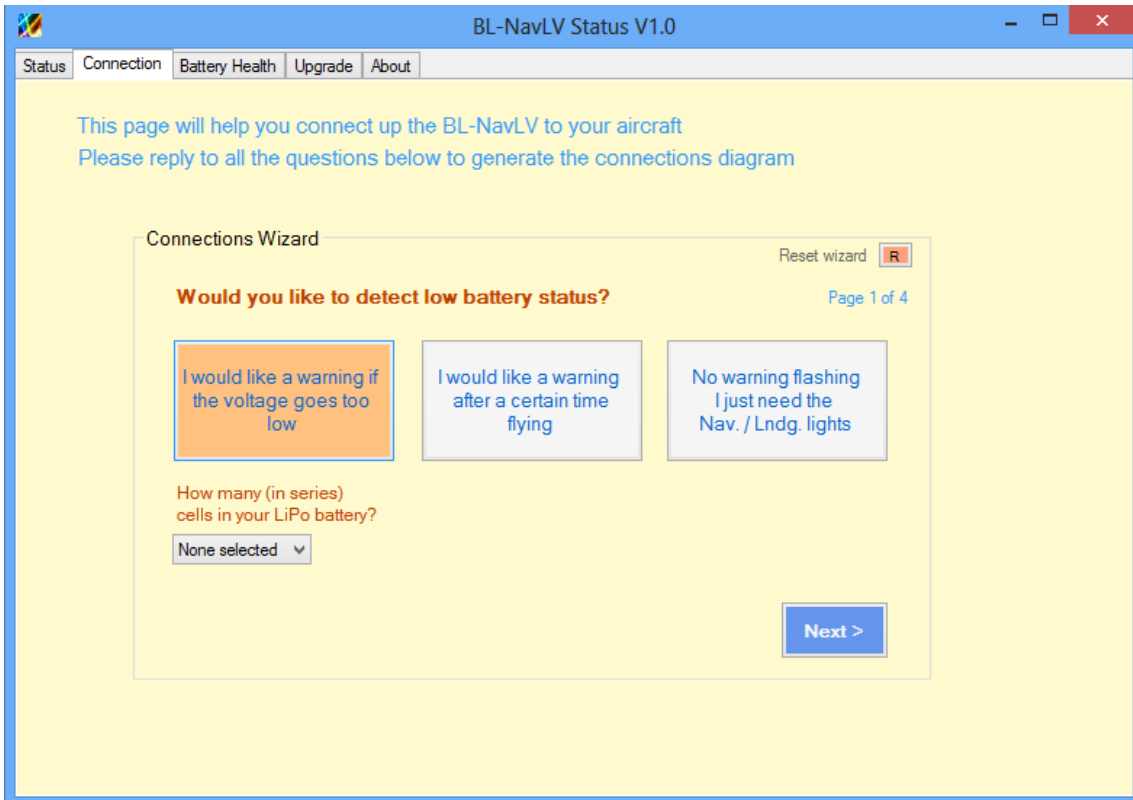 BL-NavLV Status V1.0
Status Connection Battery Health Upgrade About
This page will help you connect up the BL-NavLV to your aircraft
Please reply to all the questions below to generate the connections diagram
Connections Wizard
Reset wizard R
Would you like to detect low battery status?
Page 1 of 4
I would like a warning if
the voltage goes too
low
I would like a warning
after a certain time
flying
No warning flashing
I just need the
Nav. / Lndg. lights
How many (in series)
cells in your LiPo battery?
None selected
Next >